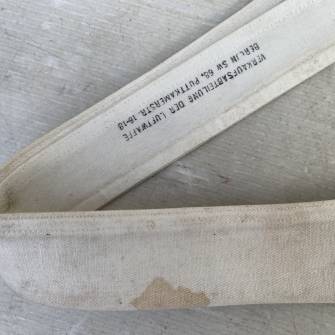 VERKAUFSABTEILUNG DER LUFTWAFFE
BERLIN SW 68, PUTTKAMERSTR. 16-18